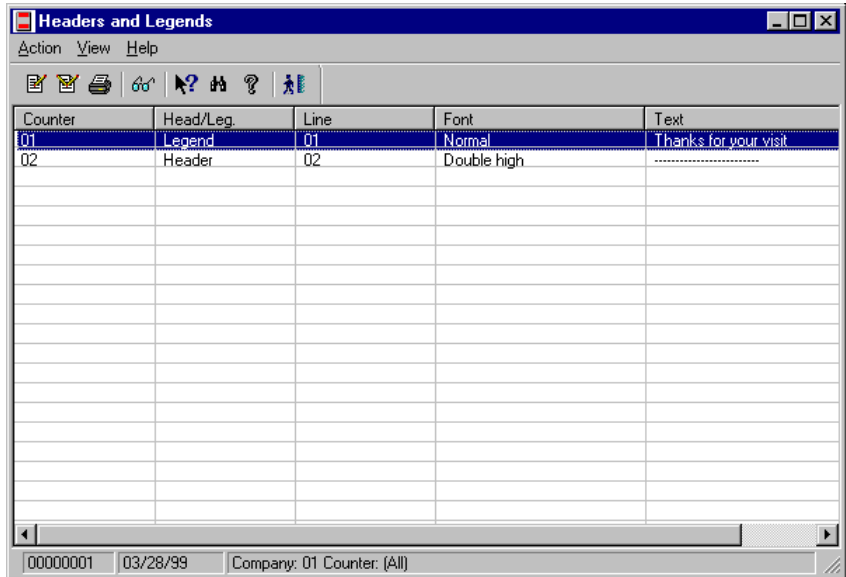 Headers and Legends
Action View Help
Counter Head/Leg. Line Font Text
01 Legend 01 Normal Thanks for your visit
02 Header 02 Double high -------------------------
00000001 03/28/99 Company: 01 Counter: (All)